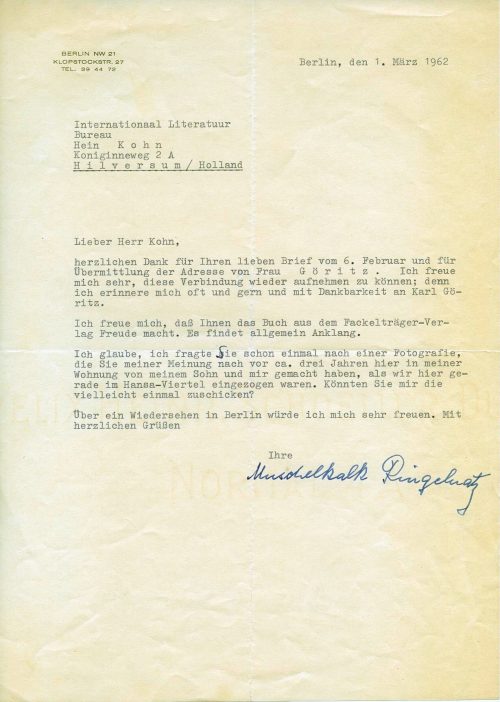 BERLIN NW 21
KLOPSTOCKSTR. 27
TEL. 39 44 72
Berlin, den 1. März 1962
Internationaal Literatuur
Bureau
Hein K o h n
Koniginneweg 2 A
H i l v e r s u m / Holland
Lieber Herr Kohn,
herzlichen Dank für Ihren lieben Brief vom 6. Februar und für
Übermittlung der Adresse von Frau G ö r i t z . Ich freue
mich sehr, diese Verbindung wieder aufnehmen zu können; denn
ich erinnere mich oft und gern und mit Dankbarkeit an Karl Gö-
ritz.
Ich freue mich, daß Ihnen das Buch aus dem Fackelträger-Ver-
lag Freude macht. Es findet allgemein Anklang.
Ich glaube, ich fragte Sie schon einmal nach einer Fotografie,
die Sie meiner Meinung nach vor ca. drei Jahren hier in meiner
Wohnung von meinem Sohn und mir gemacht haben, als wir hier ge-
rade im Hansa-Viertel eingezogen waren. Könnten Sie mir die
vielleicht einmal zuschicken?
Über ein Wiedersehen in Berlin würde ich mich sehr freuen. Mit
herzlichen Grüßen
Ihre
Muschelkalk Ringelnatz